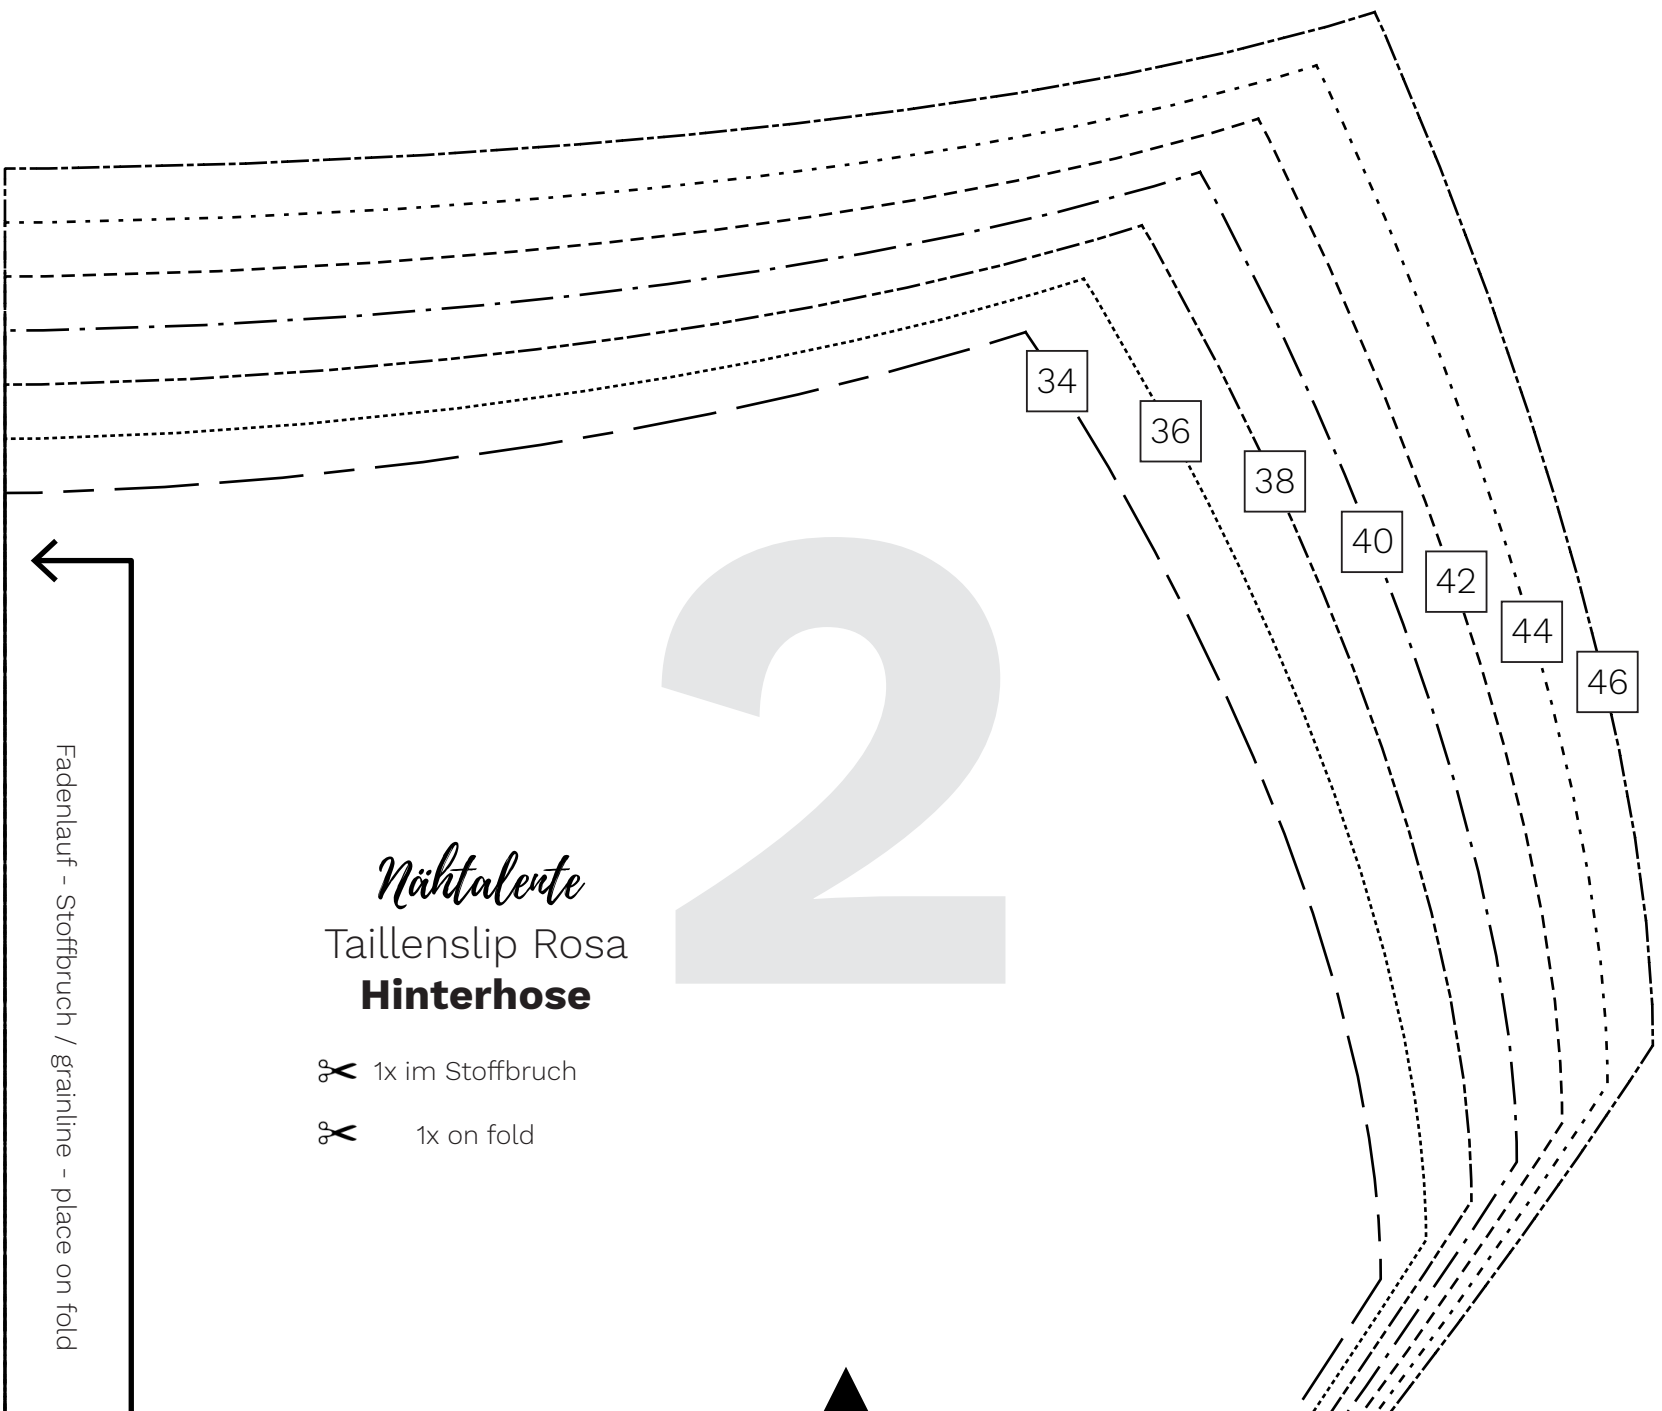 34
36
38
40
42
44
46
2
Fadenlauf - Stoffbruch / grainline - place on fold
Nähtalente
Taillenslip Rosa
Hinterhose
1x im Stoffbruch
1x on fold